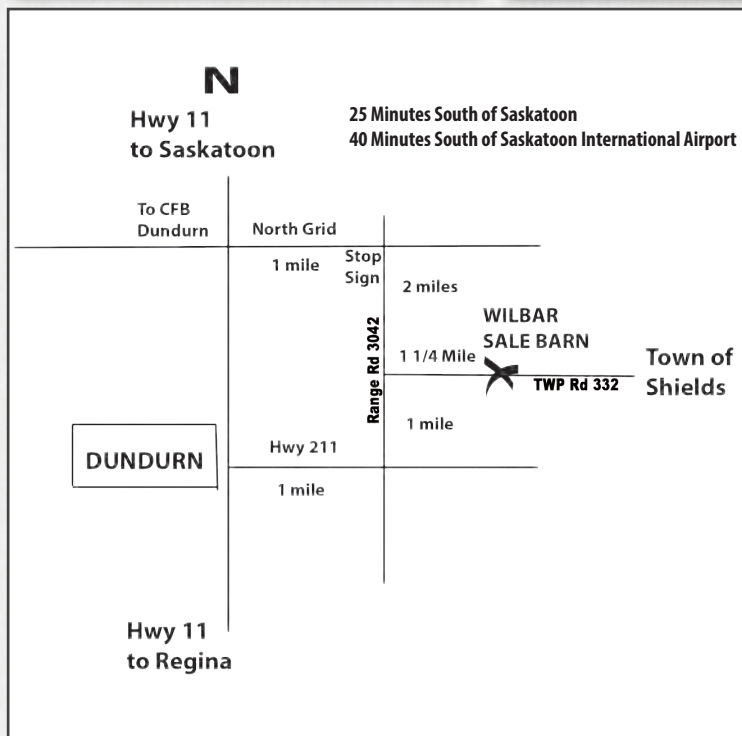 N
Hwy 11
to Saskatoon
25 Minutes South of Saskatoon
40 Minutes South of Saskatoon International Airport
To CFB
Dundurn
North Grid
1 mile
Stop
Sign
2 miles
WILBAR
SALE BARN
Range Rd 3042
1 1/4 Mile
TWP Rd 332
Town of
Shields
1 mile
DUNDURN
Hwy 211
1 mile
Hwy 11
to Regina